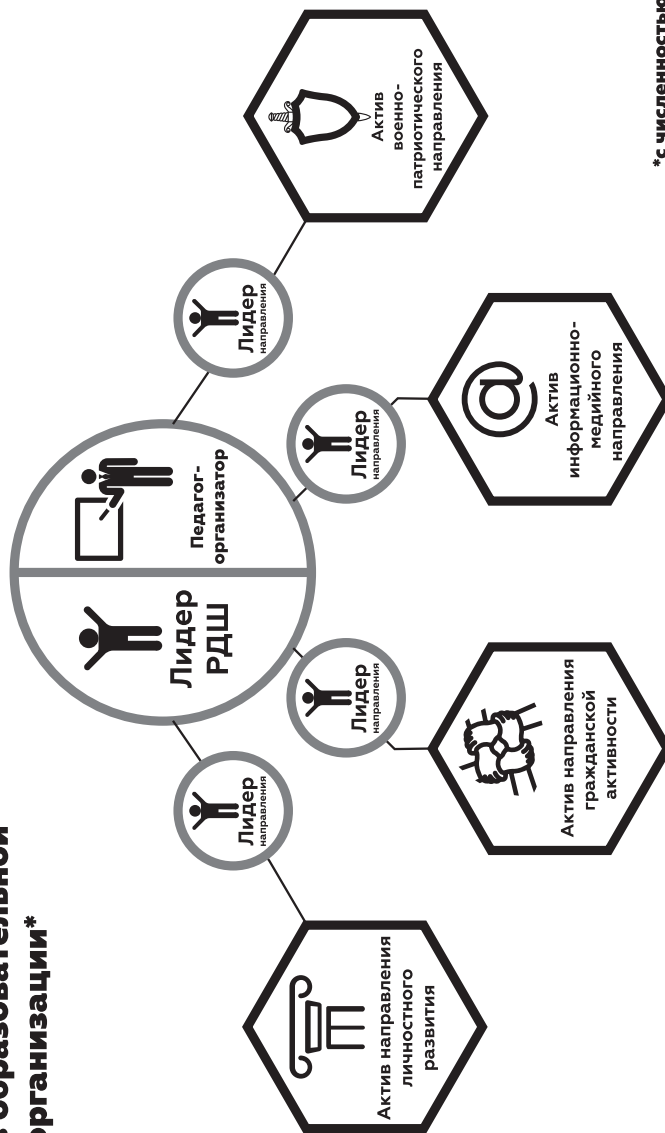 образовательной
организации*
Лидер
РДШ
Педагог-
организатор
Лидер
направления
Лидер
направления
Лидер
направления
Лидер
направления
Актив направления
личностного
развития
Актив направления
гражданской
активности
Актив
информационно-
медийного
направления
Актив
военно-
патриотического
направления
*с численностью